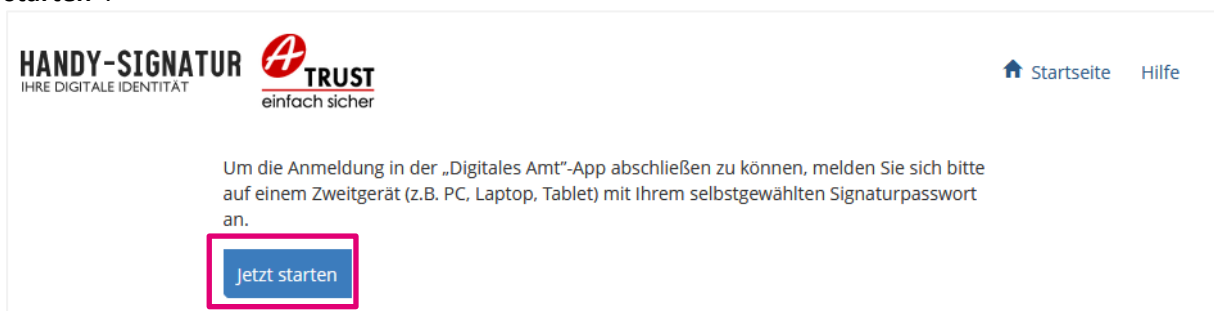 HANDY-SIGNATUR
IHRE DIGITALE IDENTITÄT
A TRUST
einfach sicher
Startseite Hilfe
Um die Anmeldung in der „Digitales Amt”-App abschließen zu können, melden Sie sich bitte
auf einem Zweitgerät (z.B. PC, Laptop, Tablet) mit Ihrem selbstgewählten Signaturpasswort
an.
Jetzt starten